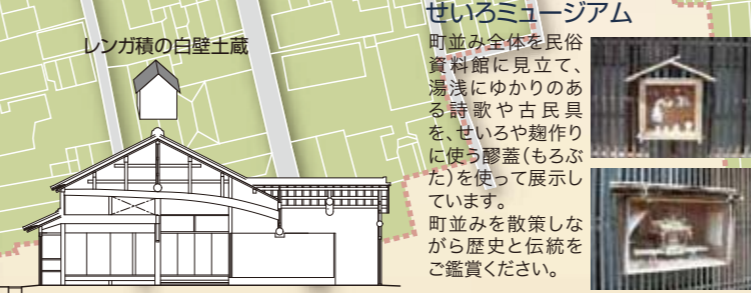 レンガ積の白壁土蔵
せいろミュージアム
町並み全体を民俗
資料館に見立て、
湯浅にゆかりのあ
る詩歌や古民具
を、せいろや麹作り
に使う醪蓋(もろぶ
た)を使って展示し
ています。
町並みを散策しな
がら歴史と伝統を
ご鑑賞ください。